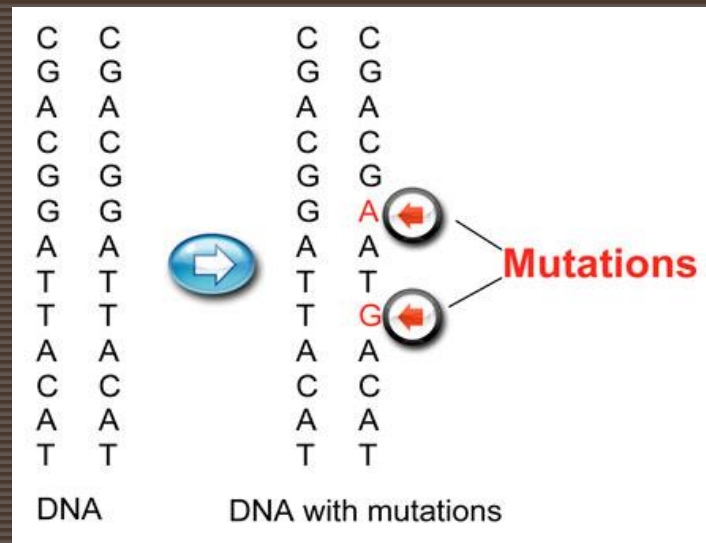 C C C C
G G G G
A A A A
C C C C
G G G G
G G G A
A A A A
T T T T
T T T G
A A A A
C C C C
A A A A
T T T T
Mutations
DNA
DNA with mutations